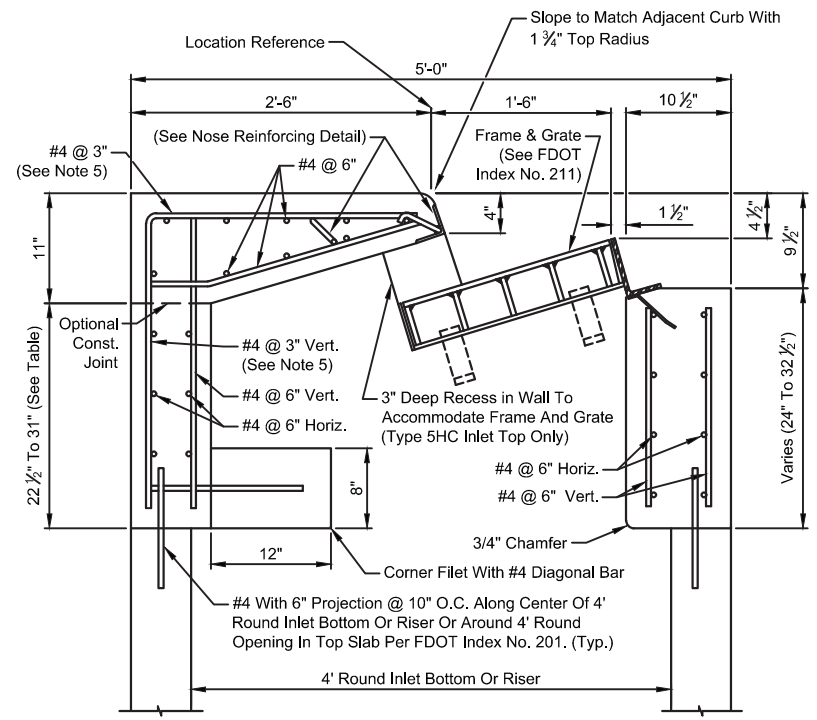 Slope to Match Adjacent Curb With
1 3⁄4" Top Radius
Location Reference
5'-0"
2'-6"
1'-6"
10 1⁄2"
(See Nose Reinforcing Detail)
Frame & Grate
(See FDOT
Index No. 211)
#4 @ 3"
(See Note 5)
#4 @ 6"
4"
1 1⁄2"
4 1⁄2"
9 1⁄2"
11"
Optional
Const.
Joint
22 1⁄2" To 31" (See Table)
#4 @ 3" Vert.
(See Note 5)
#4 @ 6" Vert.
#4 @ 6" Horiz.
3" Deep Recess in Wall To
Accommodate Frame And Grate
(Type 5HC Inlet Top Only)
#4 @ 6" Horiz.
#4 @ 6" Vert.
Varies (24" To 32 1⁄2")
8"
12"
3/4" Chamfer
Corner Filet With #4 Diagonal Bar
#4 With 6" Projection @ 10" O.C. Along Center Of 4'
Round Inlet Bottom Or Riser Or Around 4' Round
Opening In Top Slab Per FDOT Index No. 201. (Typ.)
4' Round Inlet Bottom Or Riser